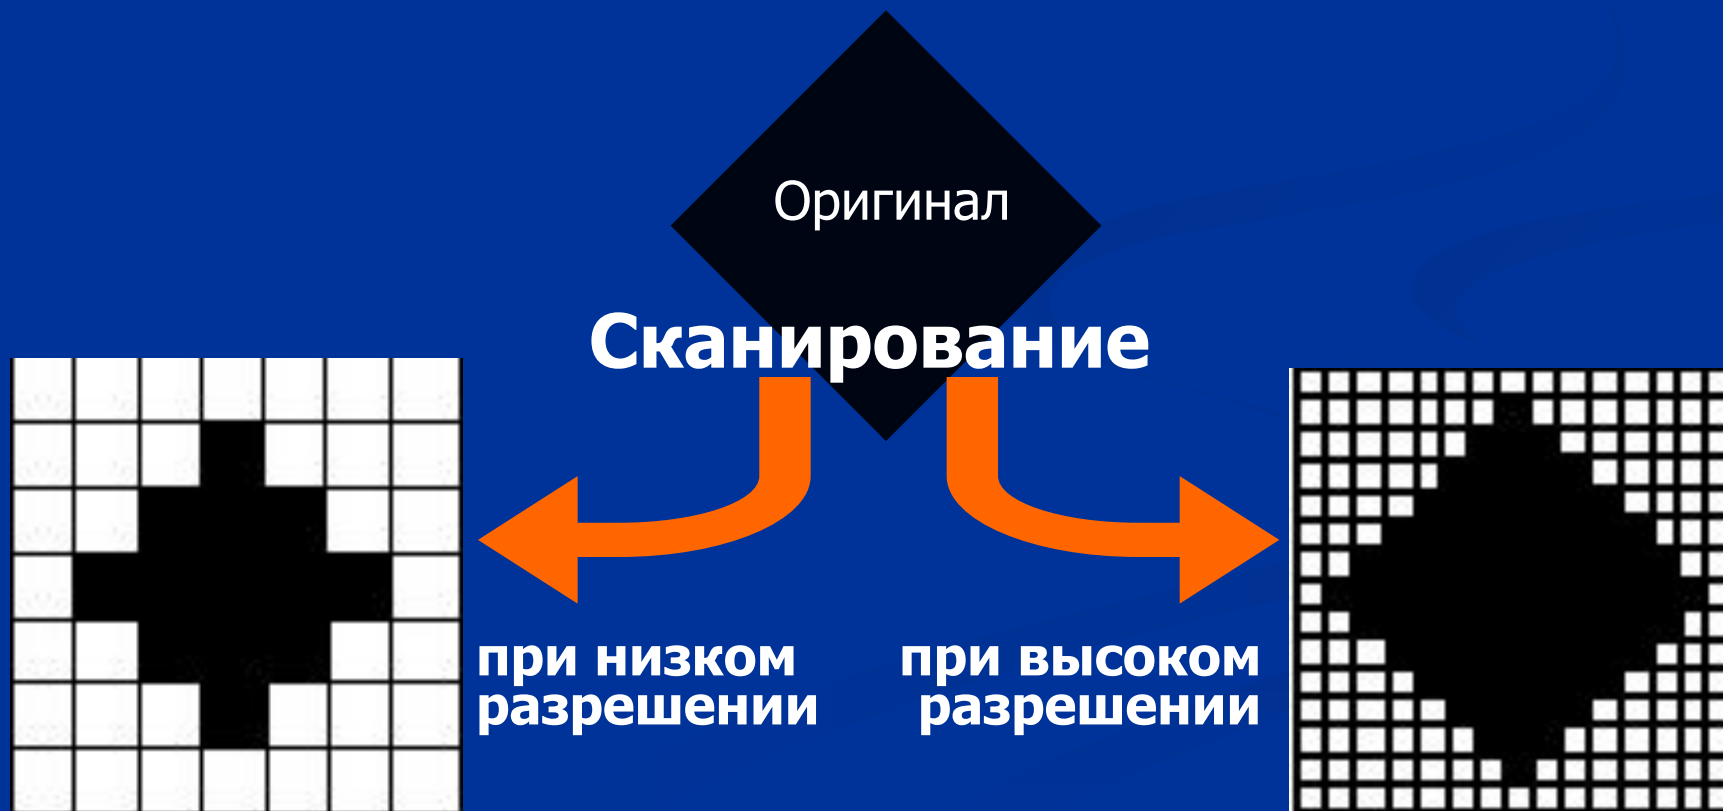 Оригинал
Сканирование
при низком
разрешении
при высоком
разрешении